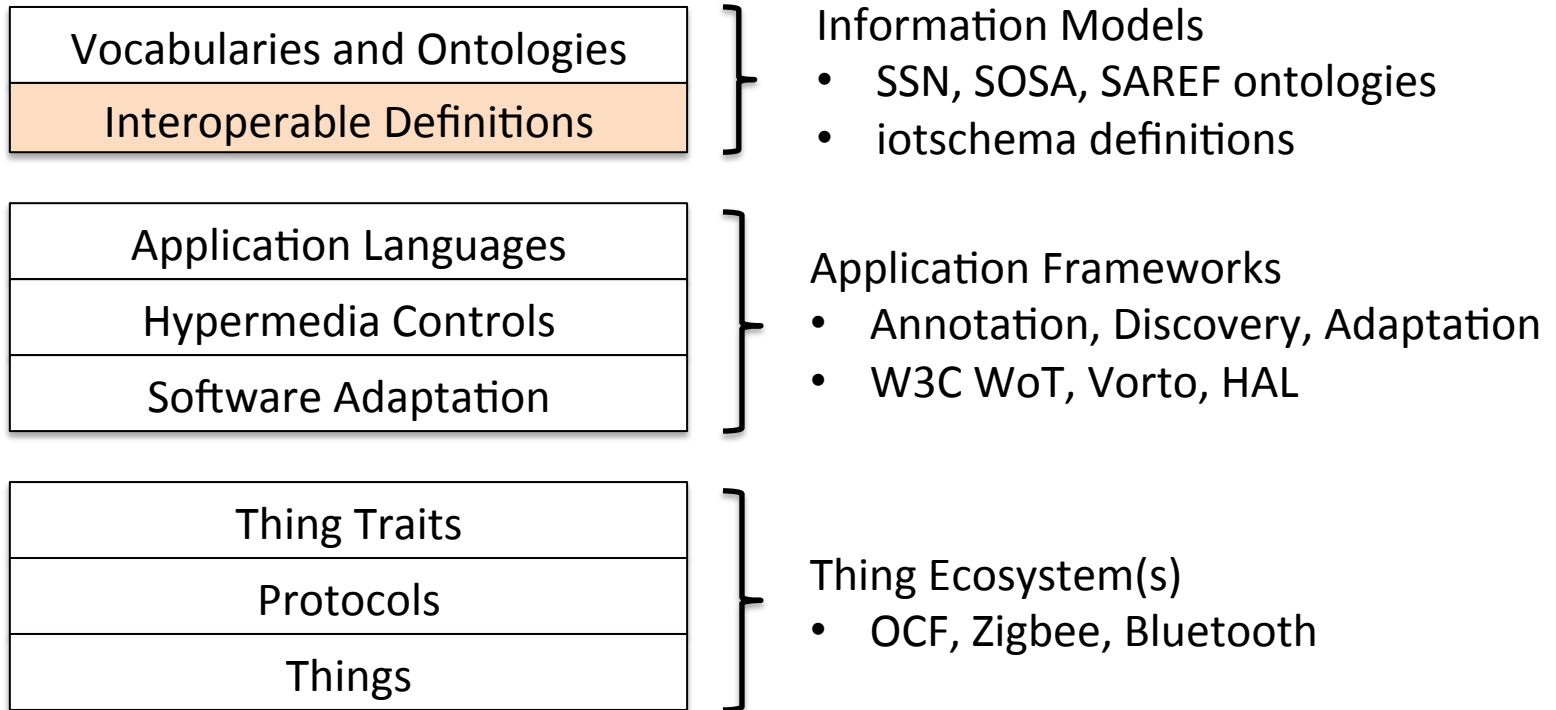 Vocabularies and Ontologies
Interoperable Definitions
Information Models
• SSN, SOSA, SAREF ontologies
• iotschema definitions
Application Languages
Hypermedia Controls
Software Adaptation
Application Frameworks
• Annotation, Discovery, Adaptation
• W3C WoT, Vorto, HAL
Thing Traits
Protocols
Things
Thing Ecosystem(s)
• OCF, Zigbee, Bluetooth